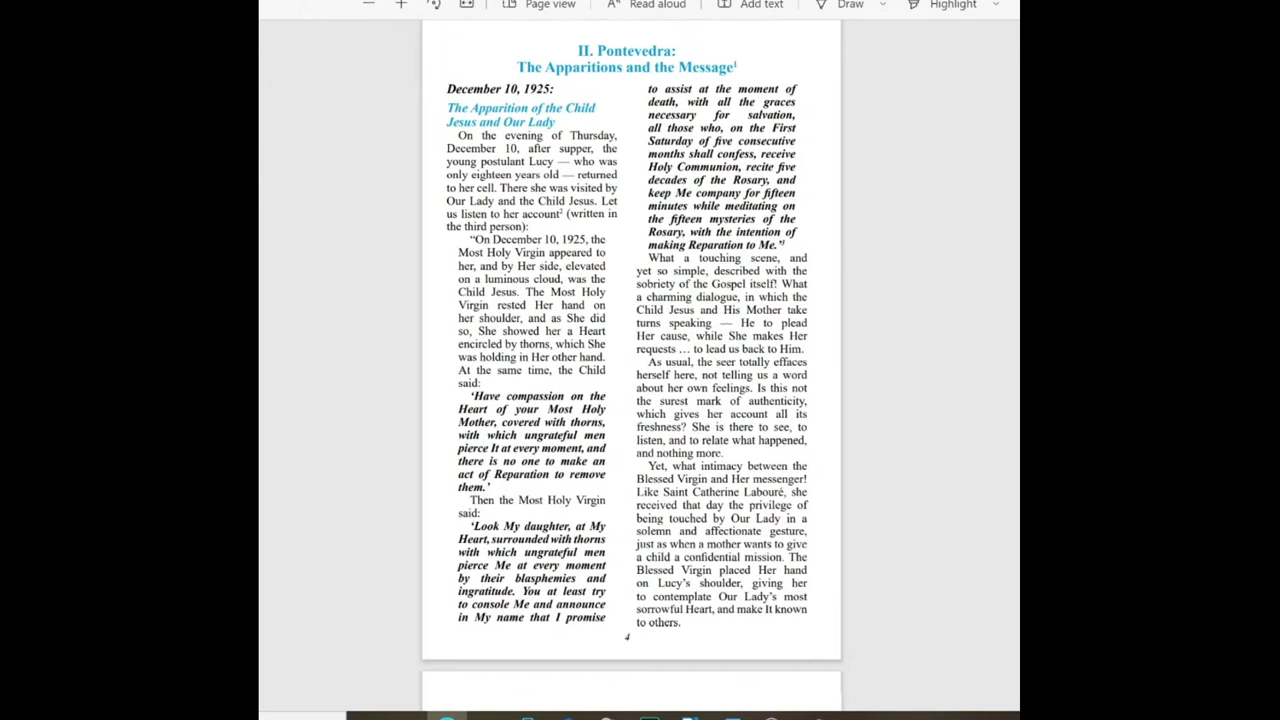 Page view
Read aloud
Add text
Draw
Highlight
II. Pontevedra:
The Apparitions and the Message1
December 10, 1925:
The Apparition of the Child
Jesus and Our Lady
On the evening of Thursday,
December 10, after supper, the
young postulant Lucy — who was
only eighteen years old — returned
to her cell. There she was visited by
Our Lady and the Child Jesus. Let
us listen to her account2 (written in
the third person):
“On December 10, 1925, the
Most Holy Virgin appeared to
her, and by Her side, elevated
on a luminous cloud, was the
Child Jesus. The Most Holy
Virgin rested Her hand on
her shoulder, and as She did
so, She showed her a Heart
encircled by thorns, which She
was holding in Her other hand.
At the same time, the Child
said:
‘Have compassion on the
Heart of your Most Holy
Mother, covered with thorns,
with which ungrateful men
pierce It at every moment, and
there is no one to make an
act of Reparation to remove
them.’
Then the Most Holy Virgin
said:
‘Look My daughter, at My
Heart, surrounded with thorns
with which ungrateful men
pierce Me at every moment
by their blasphemies and
ingratitude. You at least try
to console Me and announce
in My name that I promise
to assist at the moment of
death, with all the graces
necessary for salvation,
all those who, on the First
Saturday of five consecutive
months shall confess, receive
Holy Communion, recite five
decades of the Rosary, and
keep Me company for fifteen
minutes while meditating on
the fifteen mysteries of the
Rosary, with the intention of
making Reparation to Me.’”3
What a touching scene, and
yet so simple, described with the
sobriety of the Gospel itself! What
a charming dialogue, in which the
Child Jesus and His Mother take
turns speaking — He to plead
Her cause, while She makes Her
requests … to lead us back to Him.
As usual, the seer totally effaces
herself here, not telling us a word
about her own feelings. Is this not
the surest mark of authenticity,
which gives her account all its
freshness? She is there to see, to
listen, and to relate what happened,
and nothing more.
Yet, what intimacy between the
Blessed Virgin and Her messenger!
Like Saint Catherine Labouré, she
received that day the privilege of
being touched by Our Lady in a
solemn and affectionate gesture,
just as when a mother wants to give
a child a confidential mission. The
Blessed Virgin placed Her hand
on Lucy’s shoulder, giving her
to contemplate Our Lady’s most
sorrowful Heart, and make It known
to others.
4